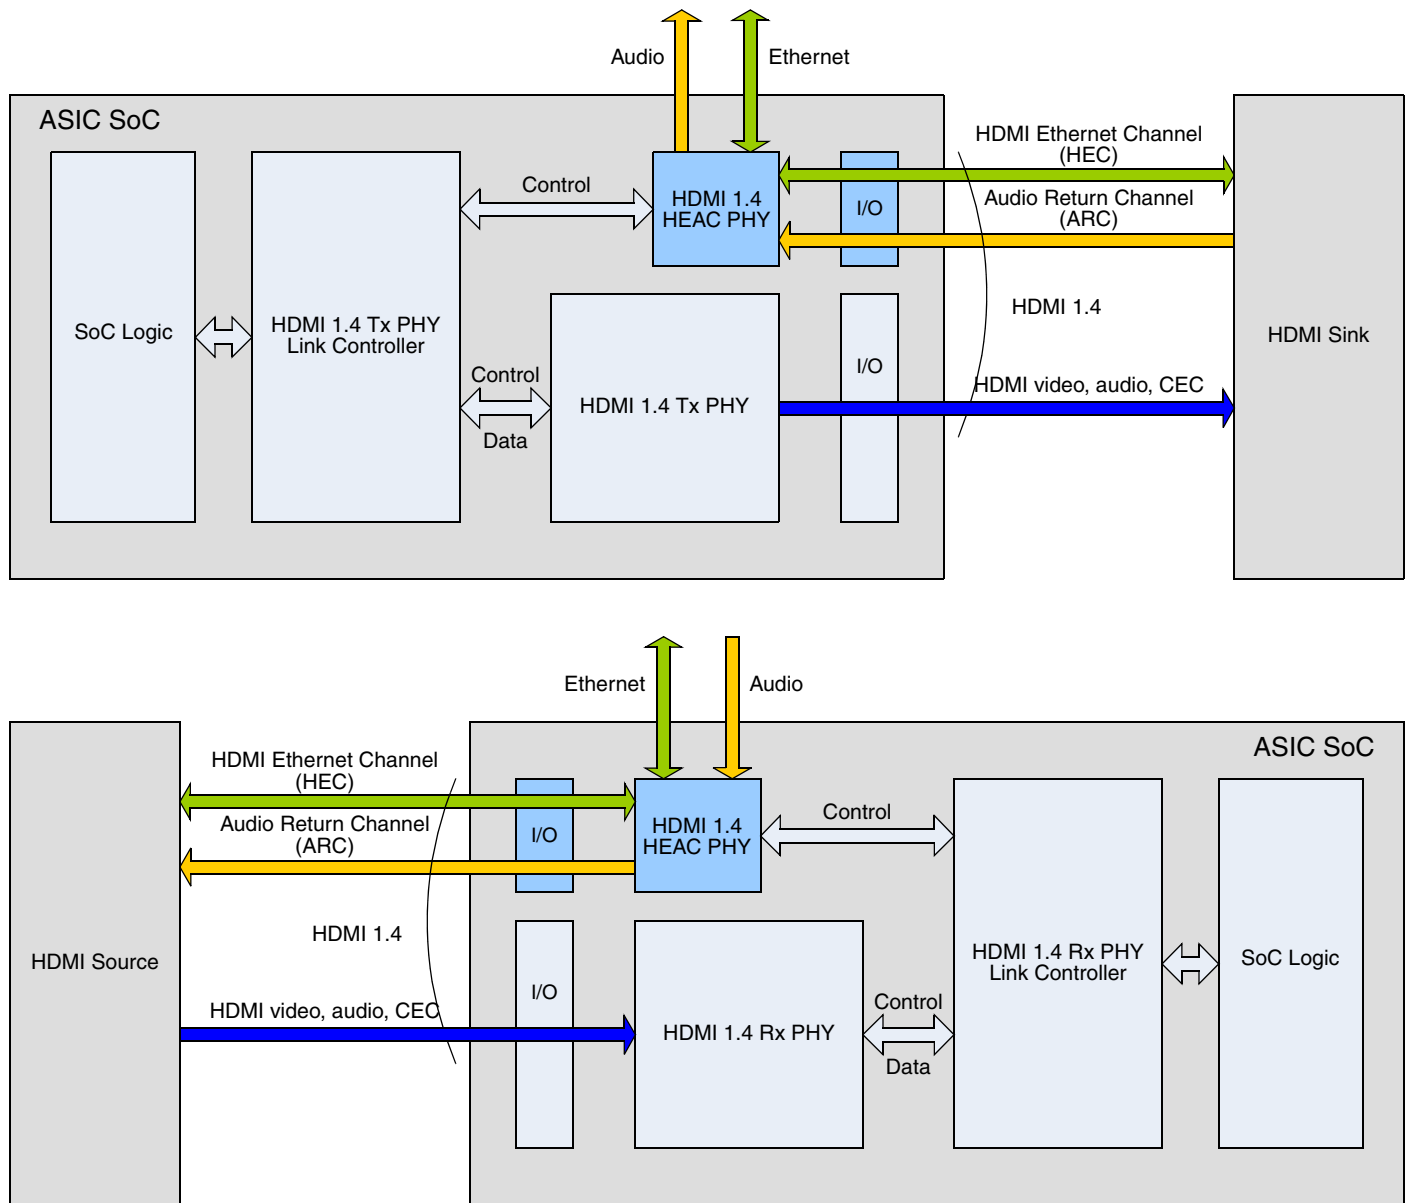 Audio
Ethernet
ASIC SoC
HDMI Ethernet Channel
(HEC)
Control
HDMI 1.4
HEAC PHY
I/O
Audio Return Channel
(ARC)
HDMI 1.4
SoC Logic
HDMI 1.4 Tx PHY
Link Controller
HDMI Sink
I/O
Control
HDMI video, audio, CEC
HDMI 1.4 Tx PHY
Data
Ethernet
Audio
ASIC SoC
HDMI Ethernet Channel
(HEC)
Audio Return Channel
(ARC)
I/O
HDMI 1.4
HEAC PHY
Control
HDMI 1.4
HDMI Source
HDMI 1.4 Rx PHY
Link Controller
SoC Logic
I/O
HDMI video, audio, CEC
Control
HDMI 1.4 Rx PHY
Data